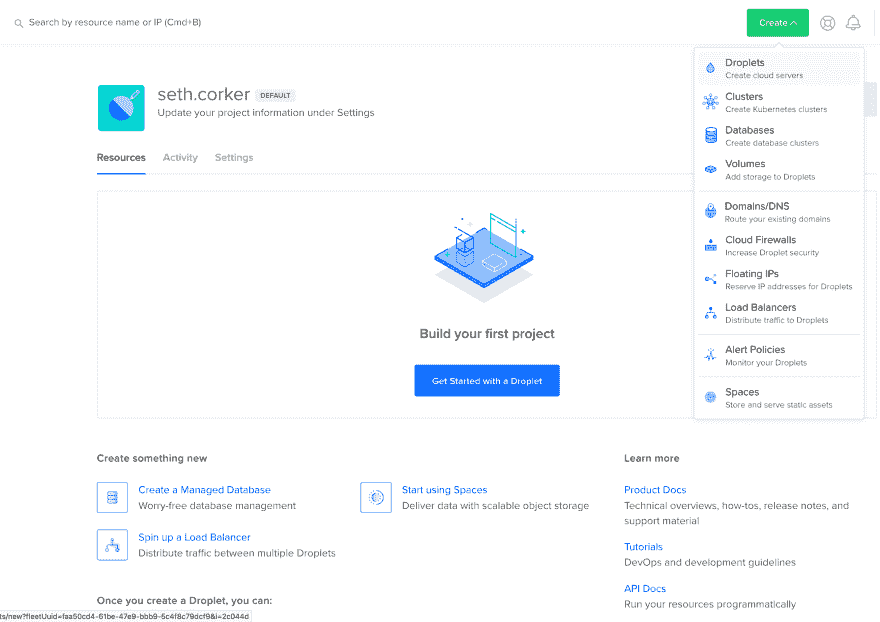 Search by resource name or IP (Cmd+B)
Create
seth.corker DEFAULT
Update your project information under Settings
Resources Activity Settings
Droplets
Create cloud servers
Clusters
Create Kubernetes clusters
Databases
Create database clusters
Volumes
Add storage to Droplets
Domains/DNS
Route your existing domains
Cloud Firewalls
Increase Droplet security
Floating IPs
Reserve IP addresses for Droplets
Load Balancers
Distribute traffic to Droplets
Alert Policies
Monitor your Droplets
Spaces
Store and serve static assets
Build your first project
Get Started with a Droplet
Create something new
Create a Managed Database
Worry-free database management
Start using Spaces
Deliver data with scalable object storage
Spin up a Load Balancer
Distribute traffic between multiple Droplets
Learn more
Product Docs
Technical overviews, how-tos, release notes, and
support material
Tutorials
DevOps and development guidelines
API Docs
Run your resources programmatically
Once you create a Droplet, you can:
ts/new?fleetUuid=faa50cd4-61be-47e9-bbb9-5c4f8c79dcf9&i=2c044d